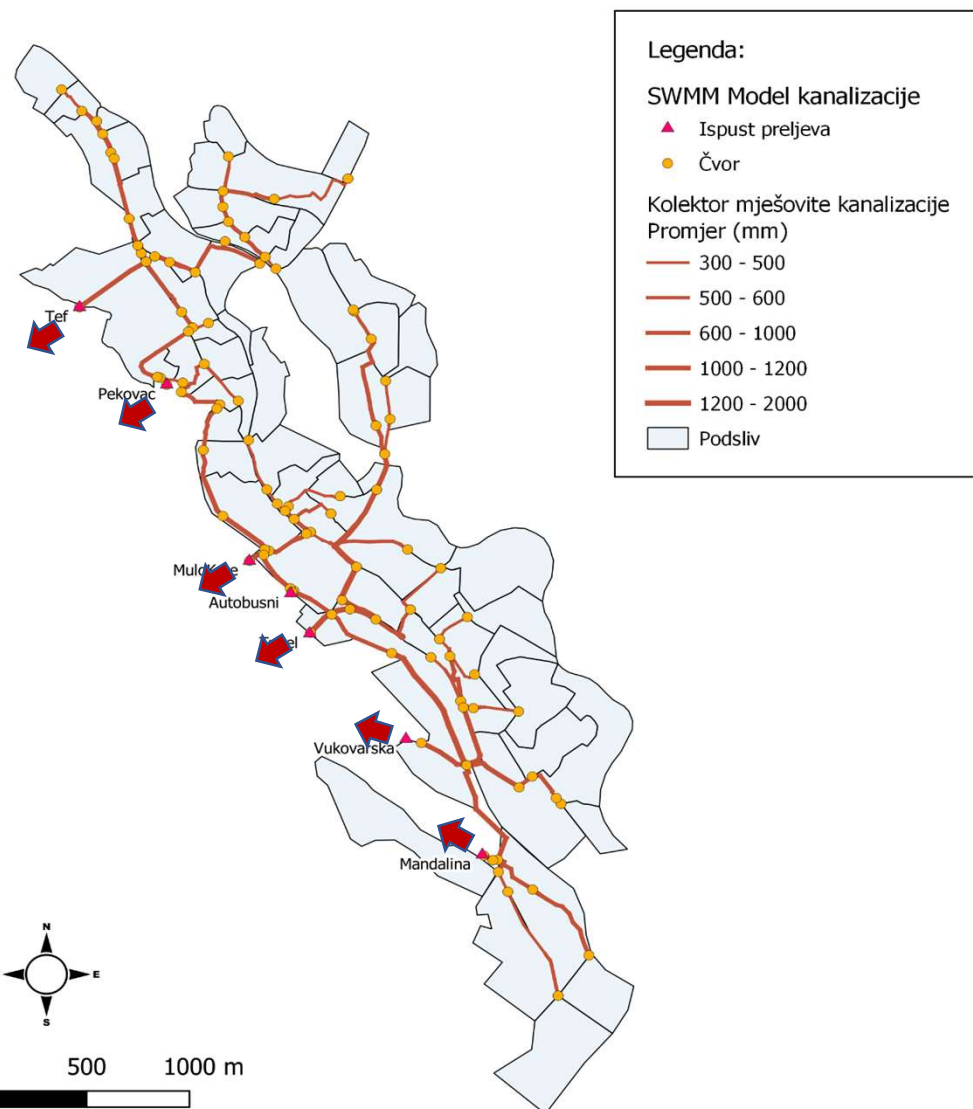 Legenda:
SWMM Model kanalizacije
Ispust preljeva
Čvor
Kolektor mješovite kanalizacije
Promjer (mm)
300 - 500
500 - 600
600 - 1000
1000 - 1200
1200 - 2000
Podsliv
Tef
Pekovac
Autobusni
Vukovarska
Mandalina
N
E
S
500 1000 m